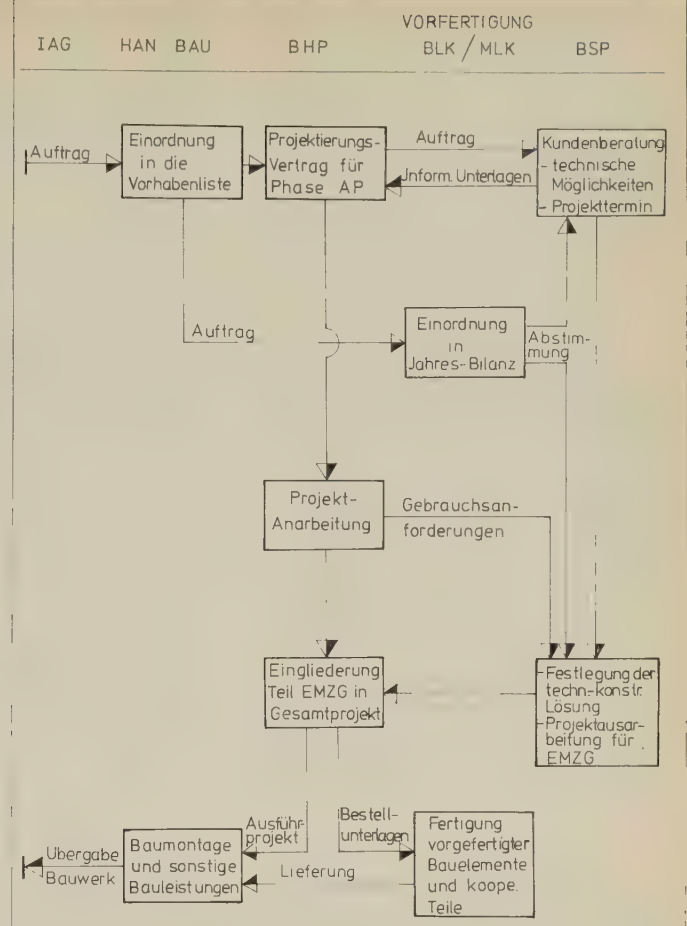 VORFERTIGUNG
IAG HAN BAU BHP BLK / MLK BSP
Auftrag
Einordnung
in die
Vorhabenliste
Projektierungs-
Vertrag für
Phase AP
Auftrag
Jnform. Unterlagen
Kundenberatung
- technische
Möglichkeiten
- Projekttermin
Auftrag
Einordnung
in
Jahres-Bilanz
Abstim-
mung
Projekt-
Anarbeitung
Gebrauchsan-
forderungen
Eingliederung
Teil EMZG in
Gesamtprojekt
- Festlegung der
techn.-konstr.
Lösung
- Projektausar-
beitung für
EMZG
Ausführ-
projekt
Bestell-
unterlagen
Übergabe
Bauwerk
Baumontage
und sonstige
Bauleistungen
Lieferung
Fertigung
vorgefertigter
Bauelemente
und koope.
Teile